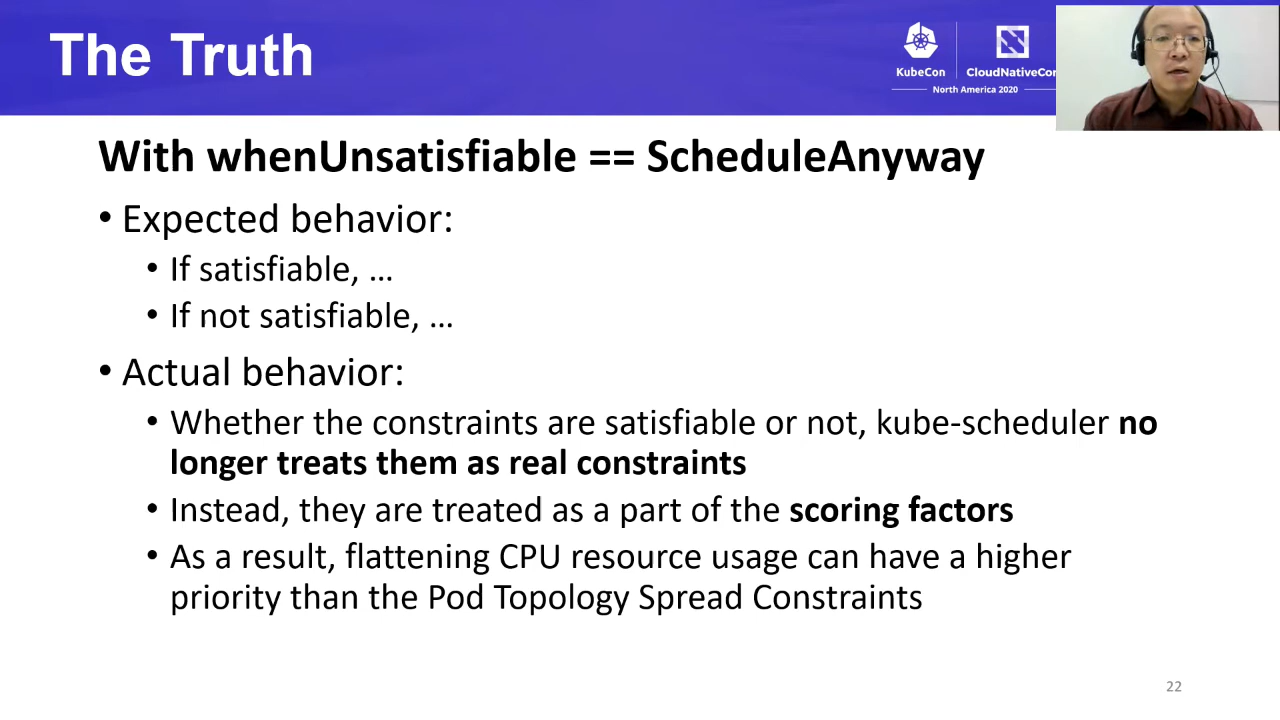 The Truth
KubeCon
CloudNativeCon
North America 2020
With whenUnsatisfiable == ScheduleAnyway
• Expected behavior:
• If satisfiable, ...
• If not satisfiable, ...
• Actual behavior:
• Whether the constraints are satisfiable or not, kube-scheduler no
longer treats them as real constraints
• Instead, they are treated as a part of the scoring factors
• As a result, flattening CPU resource usage can have a higher
priority than the Pod Topology Spread Constraints
22